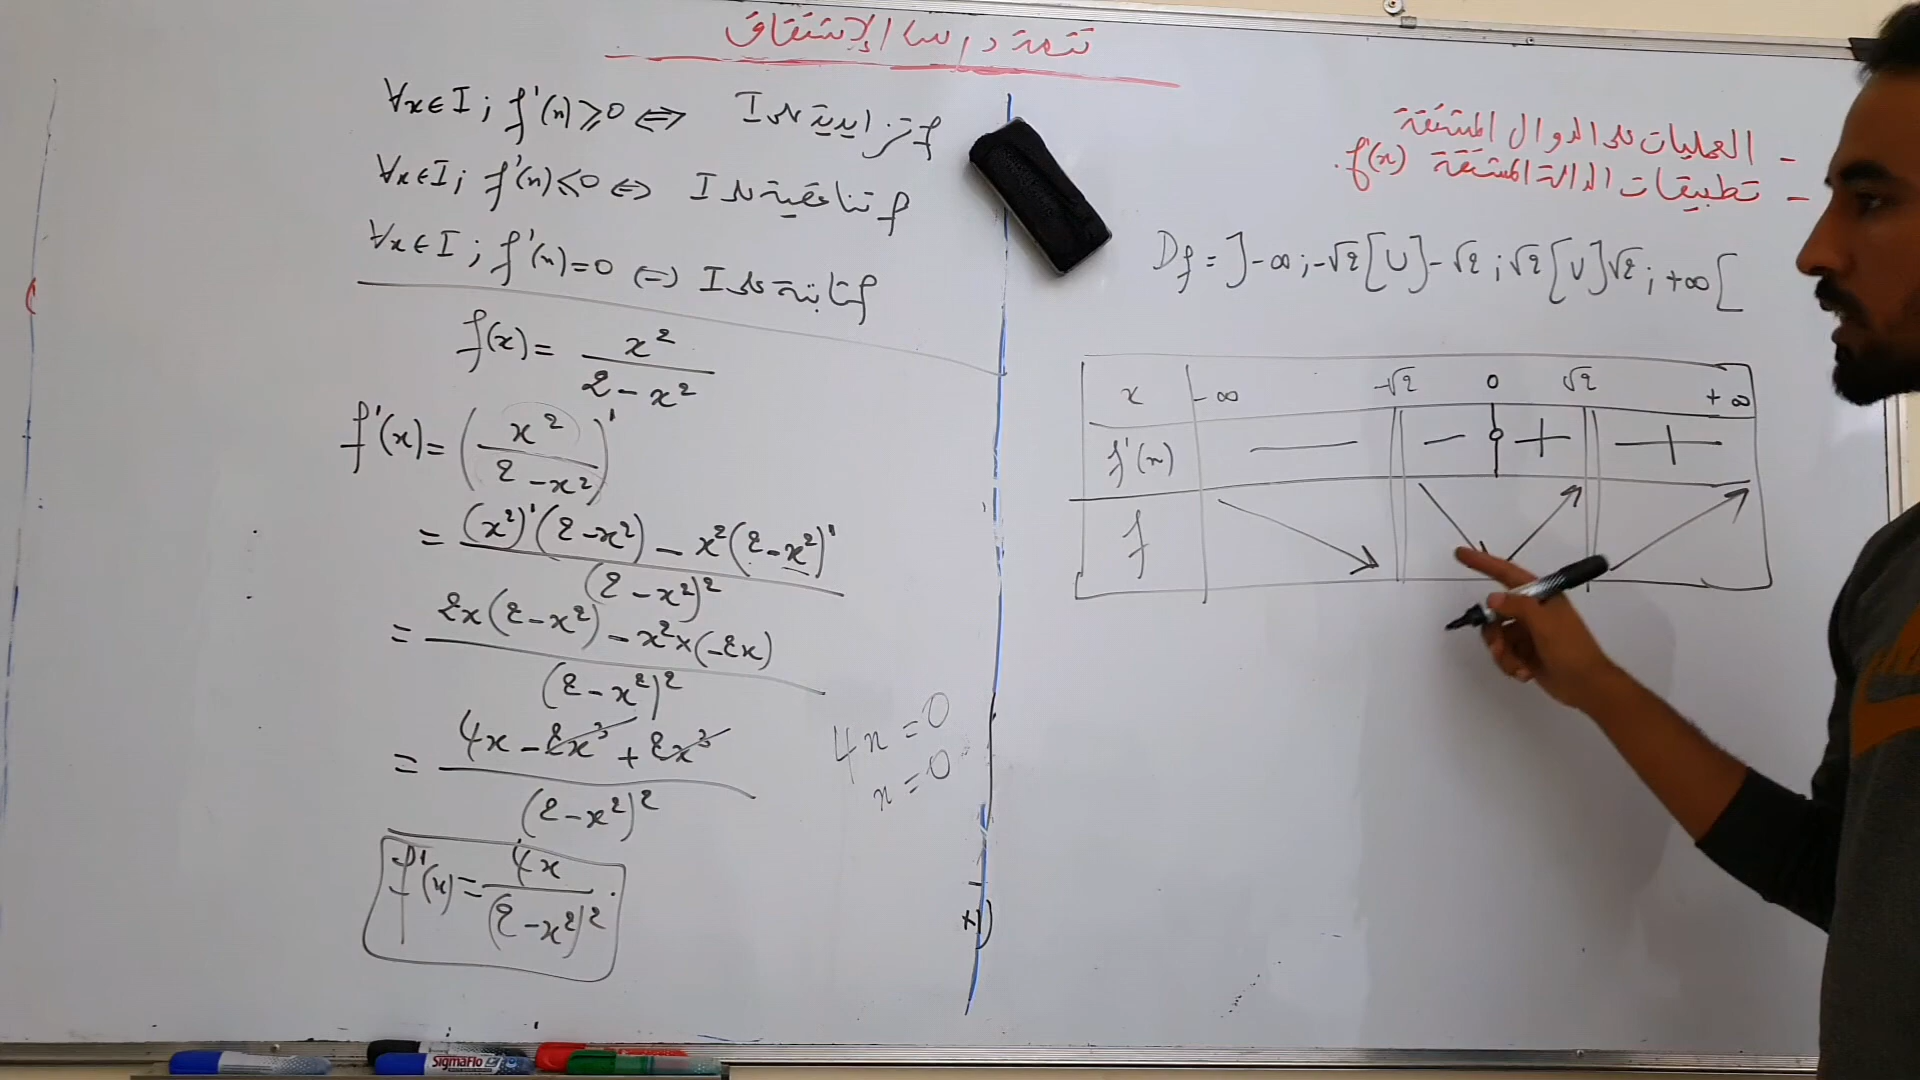 تتمة درس الإشتقاق
∀x∈I ; f'(x)⩾0 ⇔ f تزايدية على I
∀x∈I ; f'(x)⩽0 ⇔ f تناقصية على I
∀x∈I ; f'(x)=0 ⇔ f ثابتة على I
f(x) = x² / (2-x²)
f'(x) = (x² / (2-x²))'
= ((x²)'(2-x²) - x²(2-x²)') / (2-x²)²
= (2x(2-x²) - x²×(-2x)) / (2-x²)²
= (4x - 2x³ + 2x³) / (2-x²)²
f'(x) = 4x / (2-x²)²
4x = 0
x = 0
- العمليات على الدوال المشتقة
- تطبيقات الدالة المشتقة f'(x).
Df = ]-∞ ; -√2[ ∪ ]-√2 ; √2[ ∪ ]√2 ; +∞[
x -∞ -√2 0 √2 +∞
f'(x) - - 0 + +
f ↘ ↘ ↗ ↗
SigmaFlo